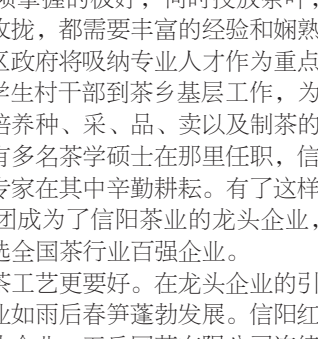 须掌握的极好，同时投放茶叶，
收拢，都需要丰富的经验和娴熟
区政府将吸纳专业人才作为重点
学生村干部到茶乡基层工作，为
培养种、采、品、卖以及制茶的
有多名茶学硕士在那里任职，信
专家在其中辛勤耕耘。有了这样
团成为了信阳茶业的龙头企业，
选全国茶行业百强企业。
茶工艺更要好。在龙头企业的引
业如雨后春笋蓬勃发展。信阳红